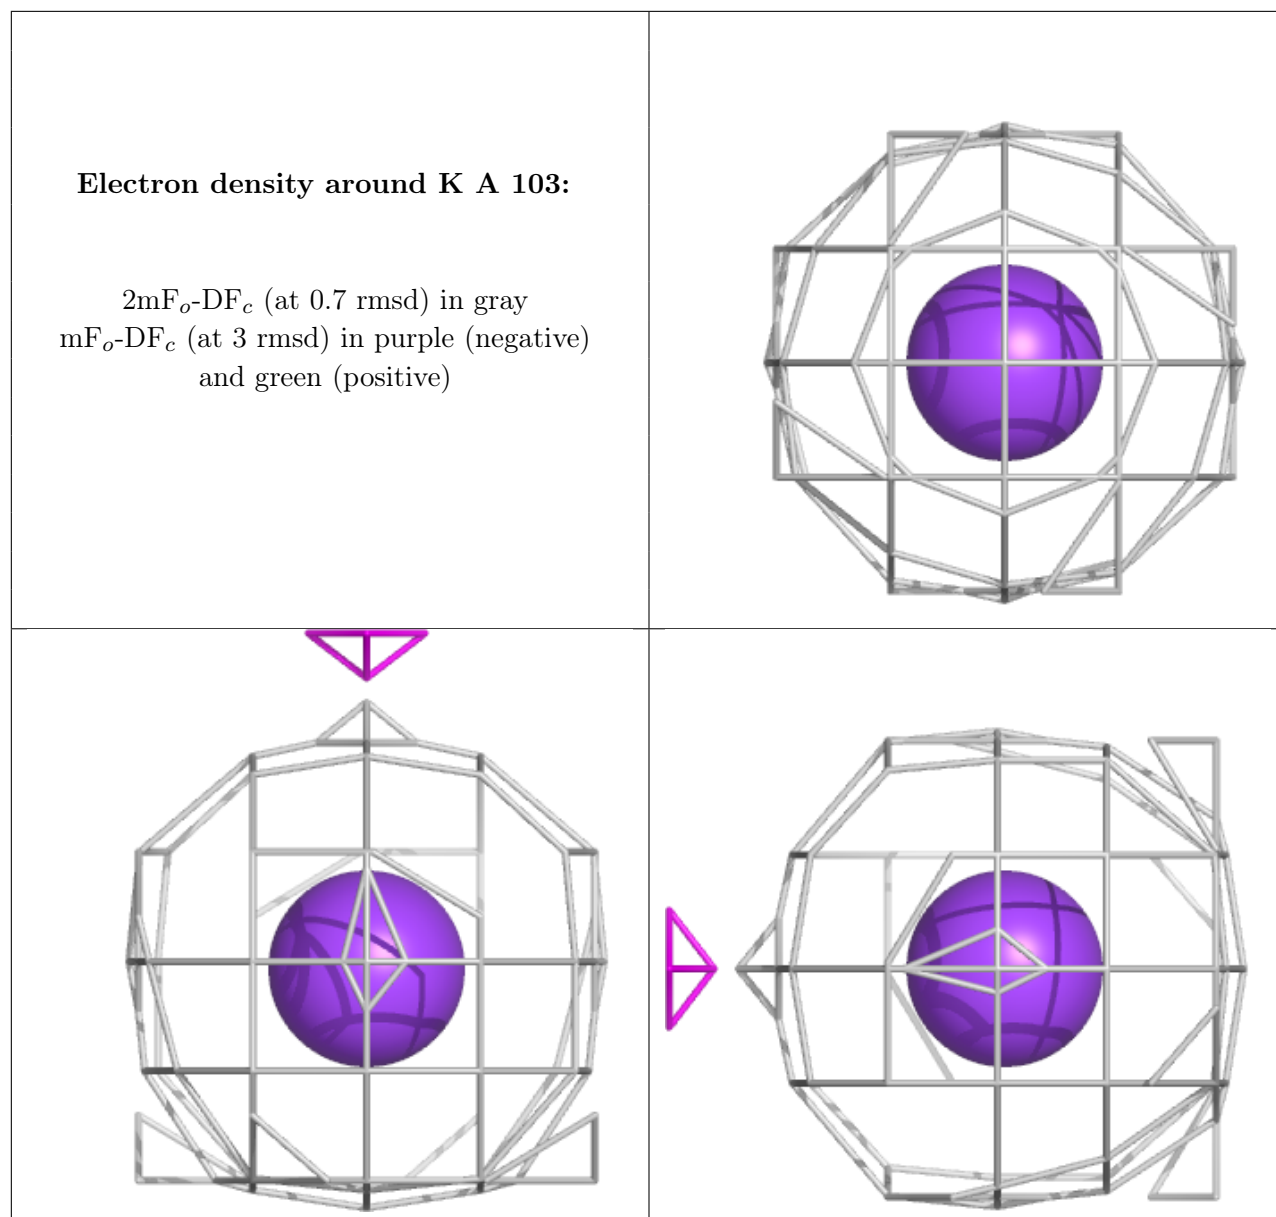 Electron density around K A 103:
2mFo-DFc (at 0.7 rmsd) in gray
mFo-DFc (at 3 rmsd) in purple (negative)
and green (positive)